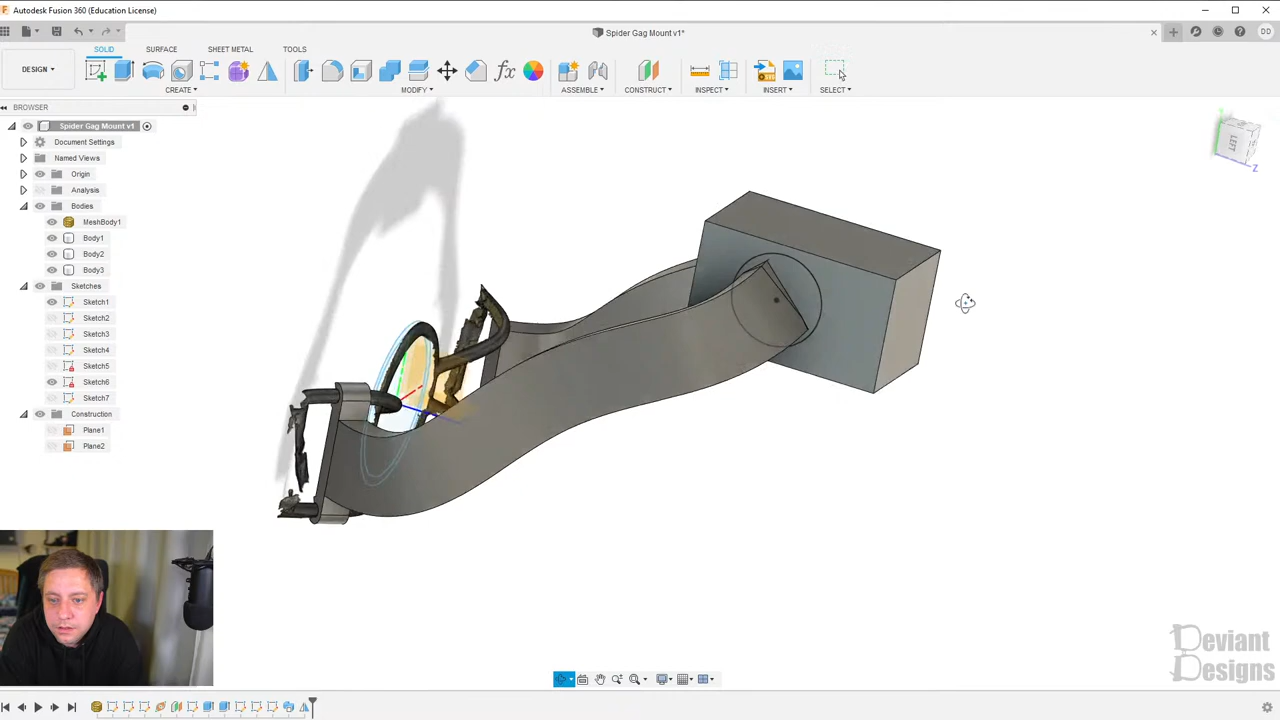 Autodesk Fusion 360 (Education License)
Spider Gag Mount v1*
DD
DESIGN
SOLID SURFACE SHEET METAL TOOLS
CREATE MODIFY ASSEMBLE CONSTRUCT INSPECT INSERT SELECT
BROWSER
Spider Gag Mount v1
Document Settings
Named Views
Origin
Analysis
Bodies
MeshBody1
Body1
Body2
Body3
Sketches
Sketch1
Sketch2
Sketch3
Sketch4
Sketch5
Sketch6
Sketch7
Construction
Plane1
Plane2
LEFT
Z
Deviant
Designs